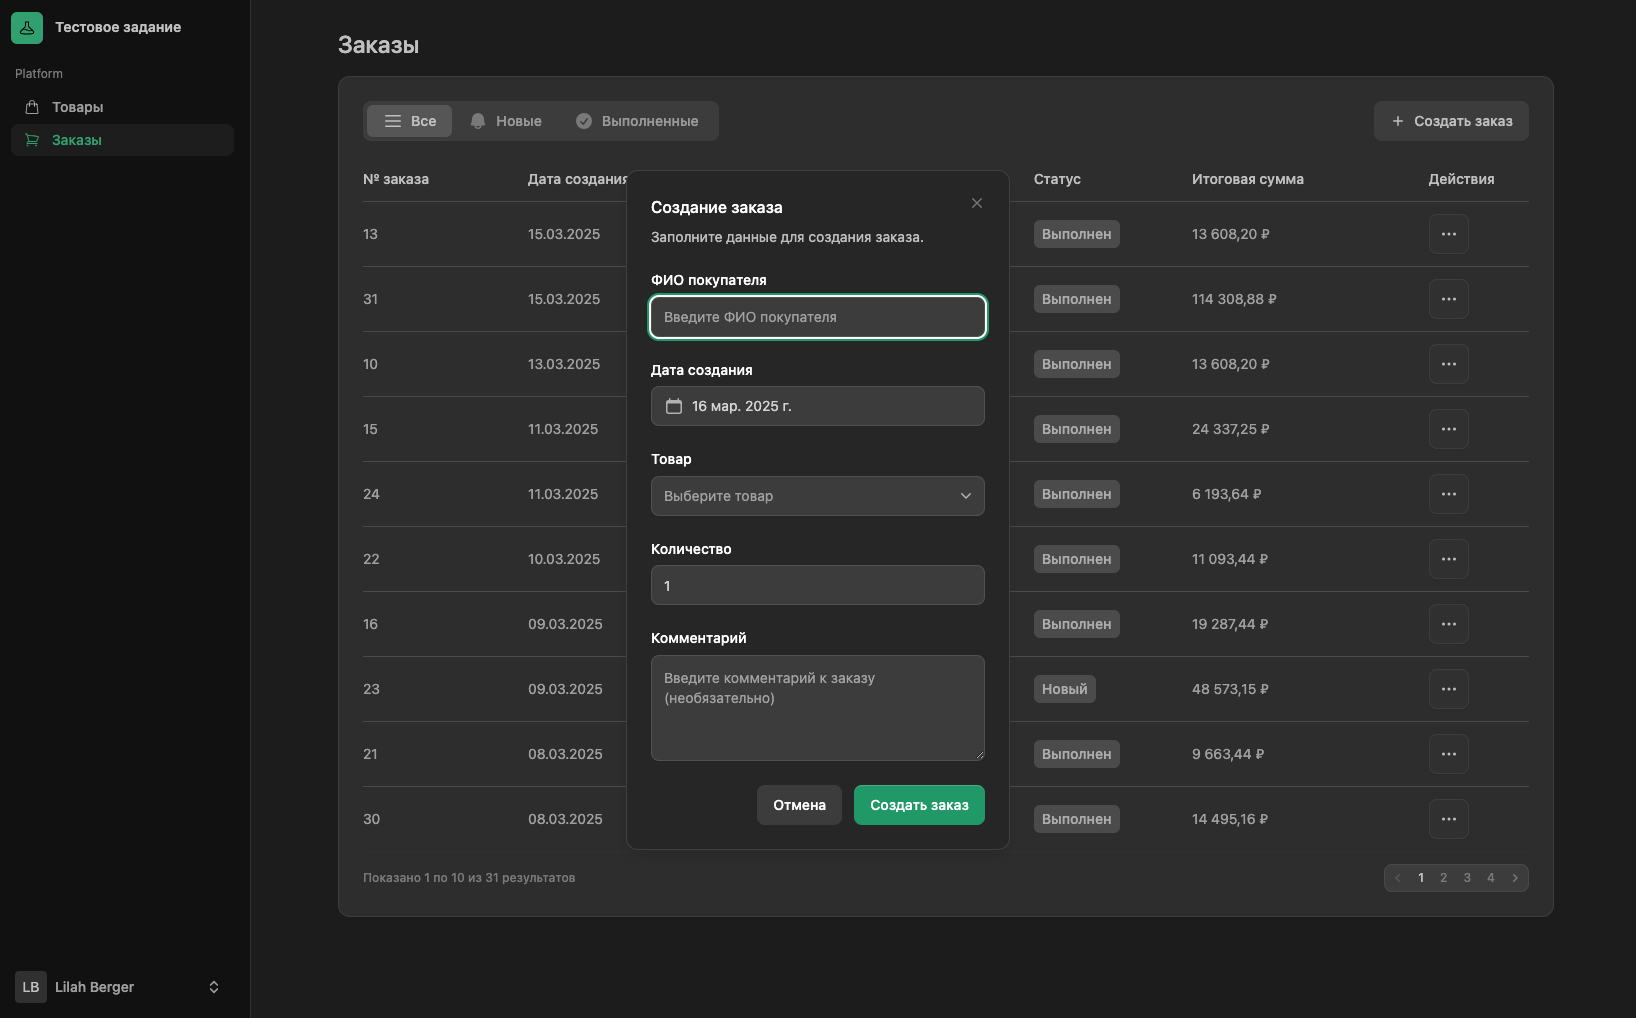 Тестовое задание
Platform
Товары
Заказы
LB Lilah Berger
Заказы
Все Новые Выполненные
Создать заказ
№ заказа Дата создания Статус Итоговая сумма Действия
13 15.03.2025 Выполнен 13 608,20 ₽
31 15.03.2025 Выполнен 114 308,88 ₽
10 13.03.2025 Выполнен 13 608,20 ₽
15 11.03.2025 Выполнен 24 337,25 ₽
24 11.03.2025 Выполнен 6 193,64 ₽
22 10.03.2025 Выполнен 11 093,44 ₽
16 09.03.2025 Выполнен 19 287,44 ₽
23 09.03.2025 Новый 48 573,15 ₽
21 08.03.2025 Выполнен 9 663,44 ₽
30 08.03.2025 Выполнен 14 495,16 ₽
Показано 1 по 10 из 31 результатов
1 2 3 4
Создание заказа
Заполните данные для создания заказа.
ФИО покупателя
Введите ФИО покупателя
Дата создания
16 мар. 2025 г.
Товар
Выберите товар
Количество
1
Комментарий
Введите комментарий к заказу
(необязательно)
Отмена Создать заказ